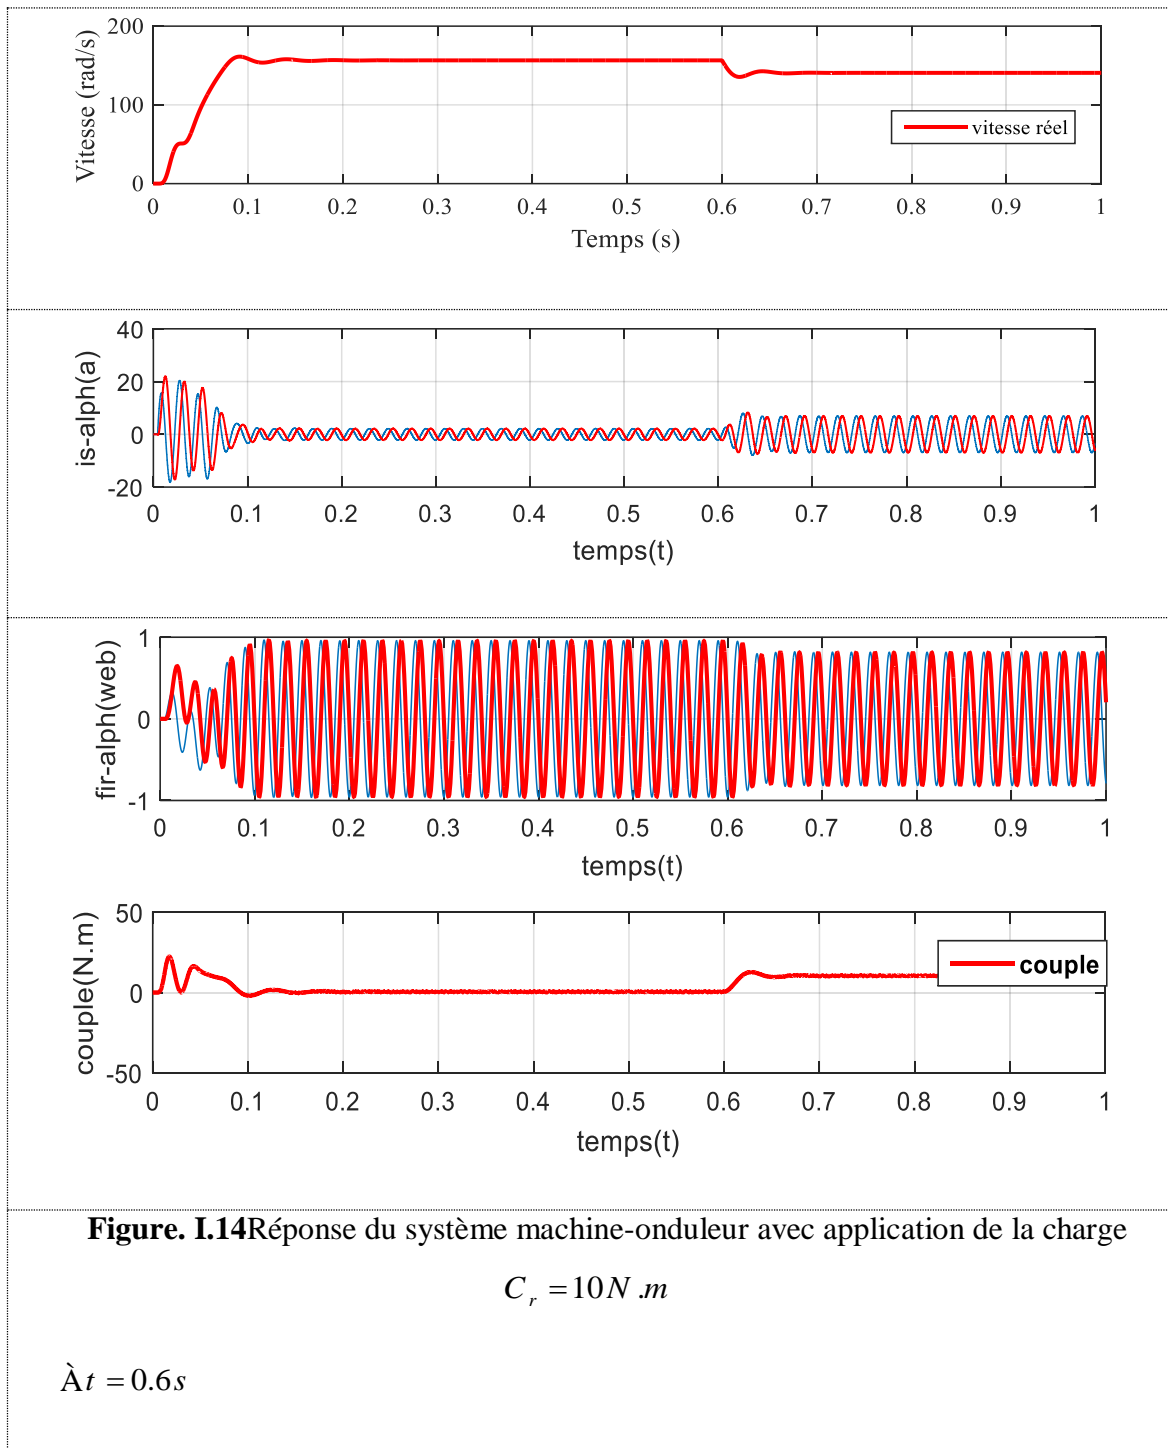 200
100
0
Vitesse (rad/s)
vitesse réel
0 0.1 0.2 0.3 0.4 0.5 0.6 0.7 0.8 0.9 1
Temps (s)
40
20
0
-20
is-alph(a)
0 0.1 0.2 0.3 0.4 0.5 0.6 0.7 0.8 0.9 1
temps(t)
1
0
-1
fir-alph(web)
0 0.1 0.2 0.3 0.4 0.5 0.6 0.7 0.8 0.9 1
temps(t)
50
0
-50
couple(N.m)
couple
0 0.1 0.2 0.3 0.4 0.5 0.6 0.7 0.8 0.9 1
temps(t)
Figure. I.14Réponse du système machine-onduleur avec application de la charge
C_r = 10 N .m
À t = 0.6 s